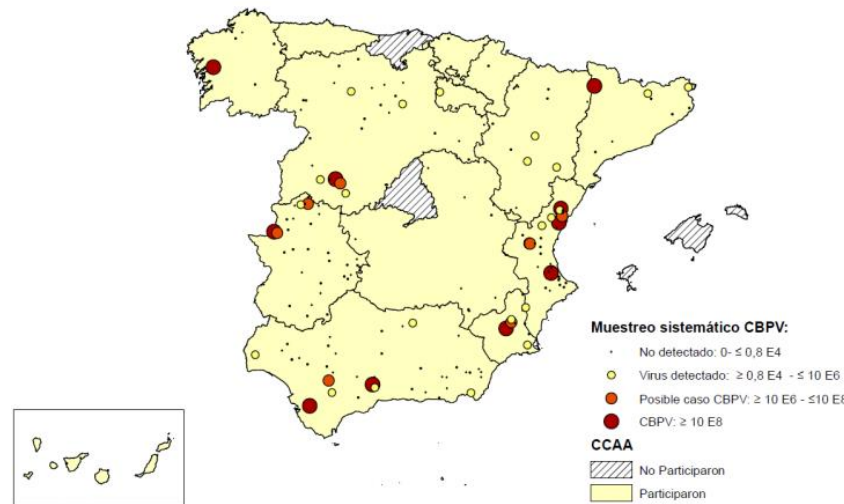 Muestreo sistemático CBPV:
No detectado: 0- ≤ 0,8 E4
Virus detectado: ≥ 0,8 E4 - ≤ 10 E6
Posible caso CBPV: ≥ 10 E6 - ≤10 E8
CBPV: ≥ 10 E8
CCAA
No Participaron
Participaron